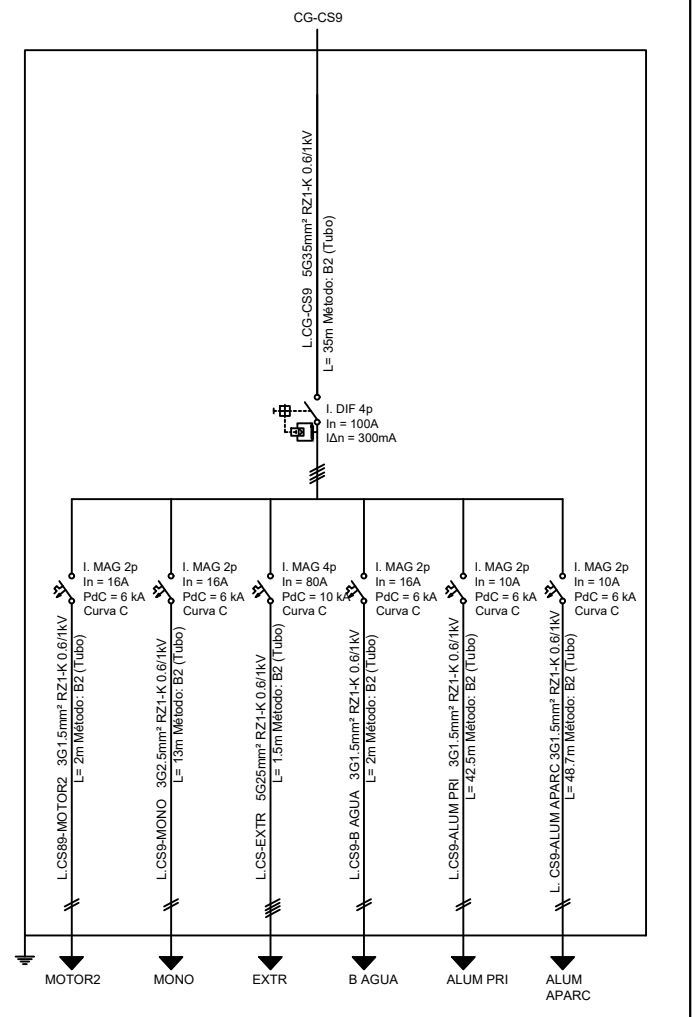 CG-CS9
L.CG-CS9 5G35mm² RZ1-K 0.6/1kV
L= 35m Método: B2 (Tubo)
I. DIF 4p
In = 100A
IΔn = 300mA
I. MAG 2p
In = 16A
PdC = 6 kA
Curva C
I. MAG 2p
In = 16A
PdC = 6 kA
Curva C
I. MAG 4p
In = 80A
PdC = 10 kA
Curva C
I. MAG 2p
In = 16A
PdC = 6 kA
Curva C
I. MAG 2p
In = 10A
PdC = 6 kA
Curva C
I. MAG 2p
In = 10A
PdC = 6 kA
Curva C
L.CS89-MOTOR2 3G1.5mm² RZ1-K 0.6/1kV
L= 2m Método: B2 (Tubo)
L.CS9-MONO 3G2.5mm² RZ1-K 0.6/1kV
L= 13m Método: B2 (Tubo)
L.CS-EXTR 5G25mm² RZ1-K 0.6/1kV
L= 1.5m Método: B2 (Tubo)
L.CS9-B AGUA 3G1.5mm² RZ1-K 0.6/1kV
L= 2m Método: B2 (Tubo)
L.CS9-ALUM PRI 3G1.5mm² RZ1-K 0.6/1kV
L= 42.5m Método: B2 (Tubo)
L. CS9-ALUM APARC 3G1.5mm² RZ1-K 0.6/1kV
L= 48.7m Método: B2 (Tubo)
MOTOR2
MONO
EXTR
B AGUA
ALUM PRI
ALUM
APARC